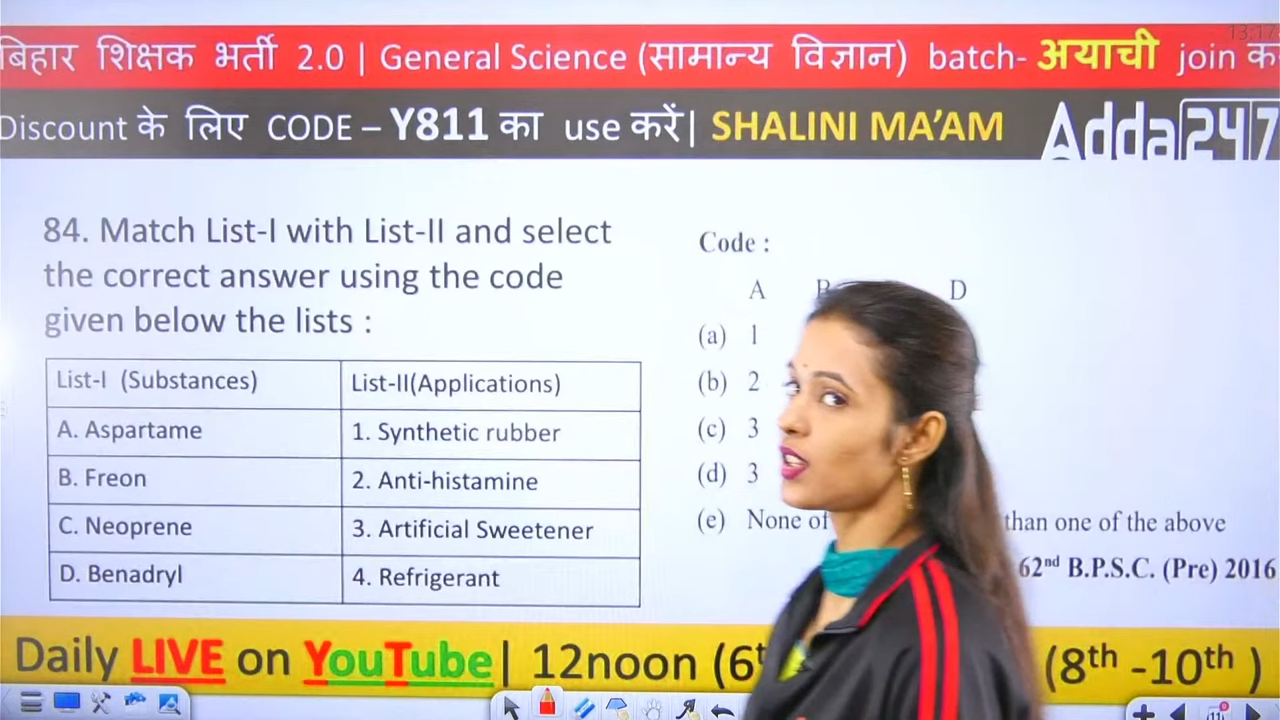 बिहार शिक्षक भर्ती 2.0 | General Science (सामान्य विज्ञान) batch- अयाची join
Discount के लिए CODE – Y811 का use करें| SHALINI MA’AM
Adda247
84. Match List-I with List-II and select
the correct answer using the code
given below the lists :
List-I (Substances) List-II(Applications)
A. Aspartame 1. Synthetic rubber
B. Freon 2. Anti-histamine
C. Neoprene 3. Artificial Sweetener
D. Benadryl 4. Refrigerant
Code :
A B D
(a) 1
(b) 2
(c) 3
(d) 3
(e) None of than one of the above
62nd B.P.S.C. (Pre) 2016
Daily LIVE on YouTube| 12noon (8th -10th )